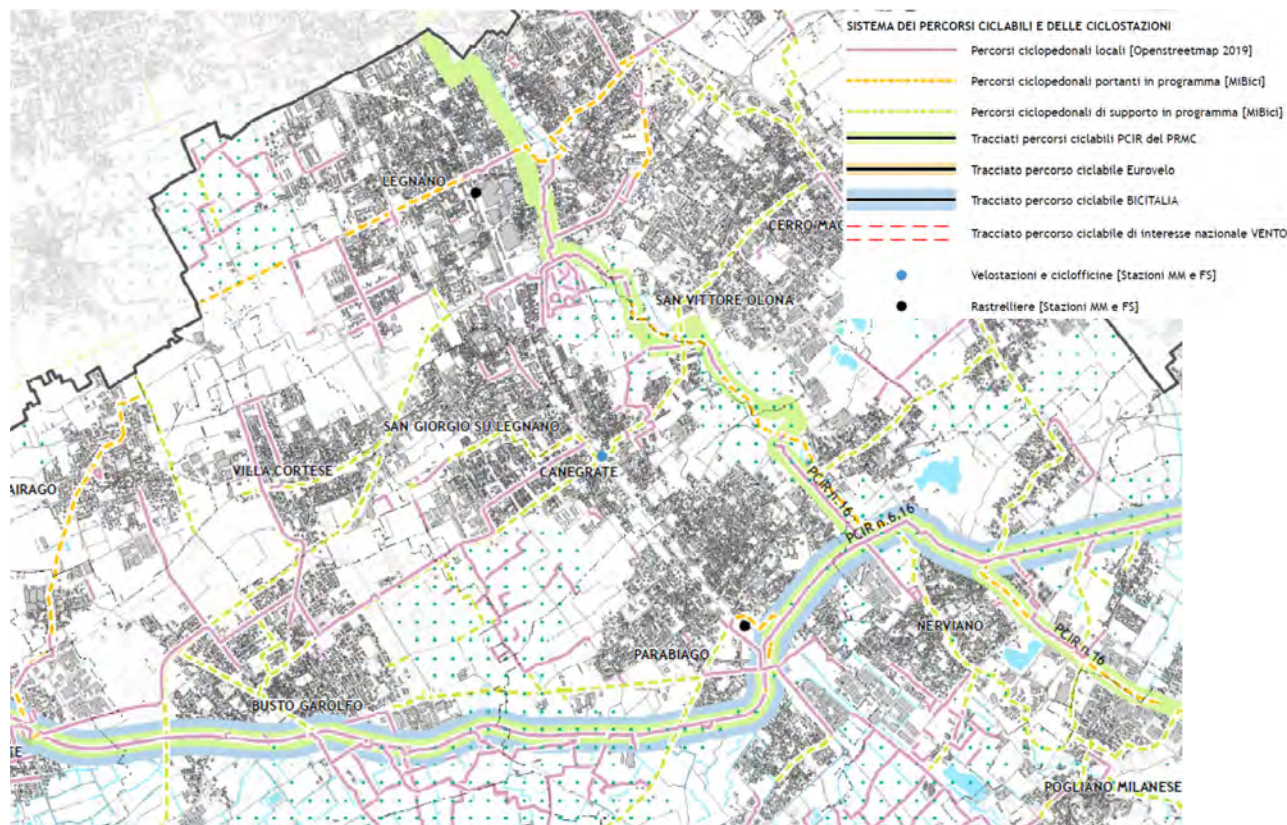 SISTEMA DEI PERCORSI CICLABILI E DELLE CICLOSTAZIONI
Percorsi ciclopedonali locali [Openstreetmap 2019]
Percorsi ciclopedonali portanti in programma [MiBici]
Percorsi ciclopedonali di supporto in programma [MiBici]
Tracciati percorsi ciclabili PCIR del PRMC
Tracciato percorso ciclabile Eurovelo
Tracciato percorso ciclabile BICITALIA
Tracciato percorso ciclabile di interesse nazionale VENTO
Velostazioni e ciclofficine [Stazioni MM e FS]
Rastrelliere [Stazioni MM e FS]
LEGNANO
CERRO MAG
SAN VITTORE OLONA
SAN GIORGIO SU LEGNANO
VILLA CORTESE
CANEGRATE
AIRAGO
PCIR n. 16
PCIR n. 6,16
NERVIANO
PARABIAGO
PCIR n. 16
BUSTO GAROLFO
TE
POGLIANO MILANESE